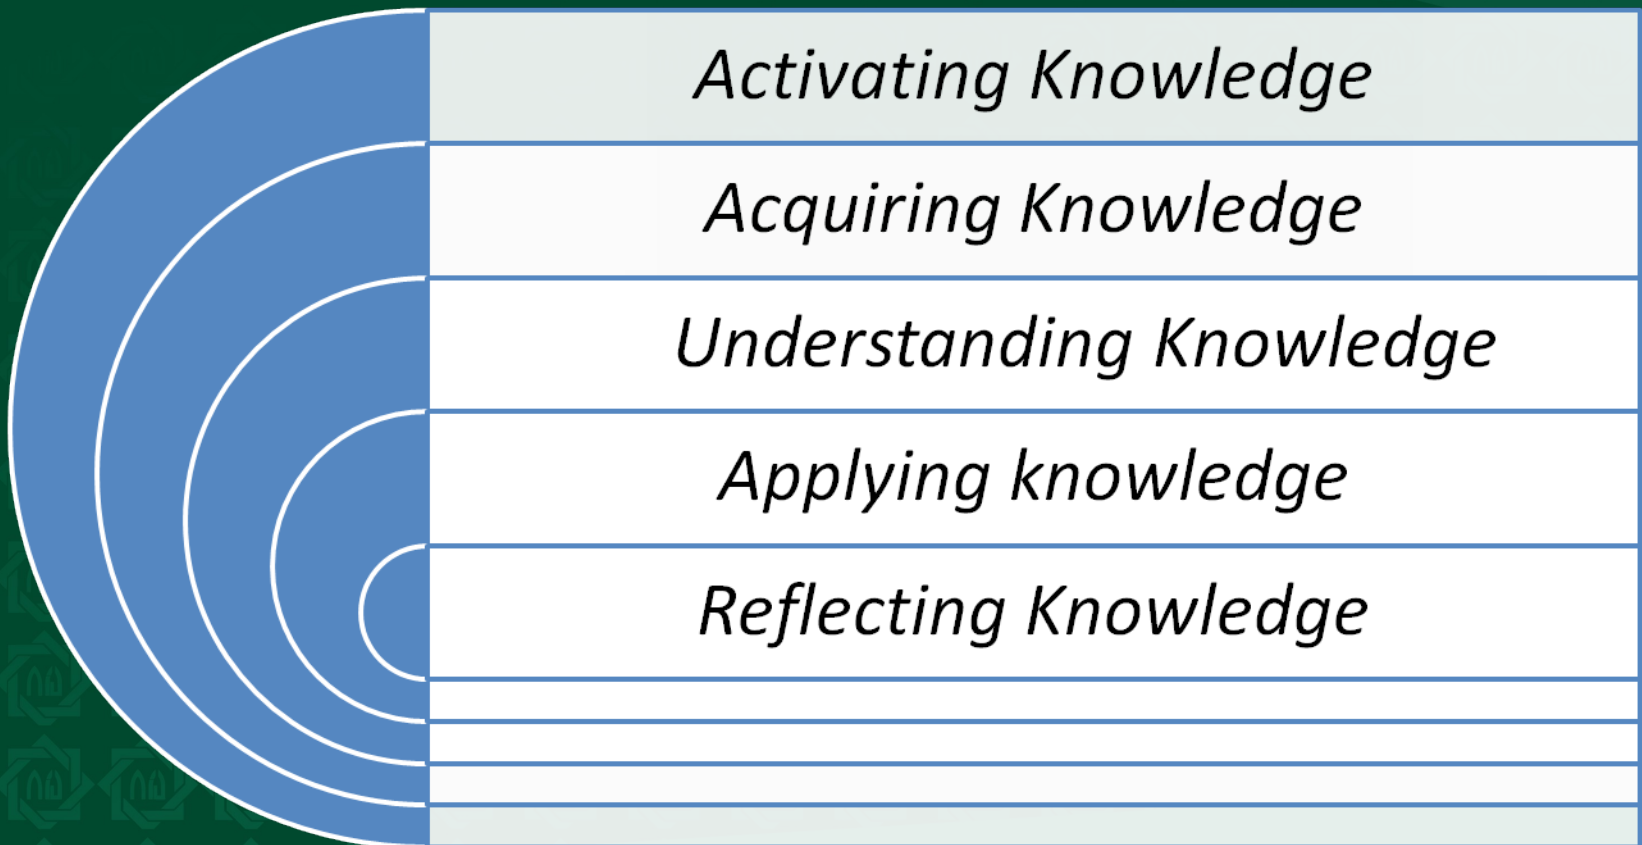 Activating Knowledge
Acquiring Knowledge
Understanding Knowledge
Applying knowledge
Reflecting Knowledge